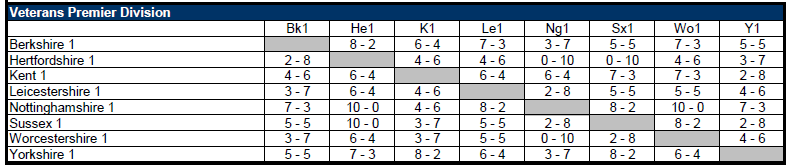 Veterans Premier Division
Bk1 He1 K1 Le1 Ng1 Sx1 Wo1 Y1
Berkshire 1 8 - 2 6 - 4 7 - 3 3 - 7 5 - 5 7 - 3 5 - 5
Hertfordshire 1 2 - 8 4 - 6 4 - 6 0 - 10 0 - 10 4 - 6 3 - 7
Kent 1 4 - 6 6 - 4 6 - 4 6 - 4 7 - 3 7 - 3 2 - 8
Leicestershire 1 3 - 7 6 - 4 4 - 6 2 - 8 5 - 5 5 - 5 4 - 6
Nottinghamshire 1 7 - 3 10 - 0 4 - 6 8 - 2 8 - 2 10 - 0 7 - 3
Sussex 1 5 - 5 10 - 0 3 - 7 5 - 5 2 - 8 8 - 2 2 - 8
Worcestershire 1 3 - 7 6 - 4 3 - 7 5 - 5 0 - 10 2 - 8 4 - 6
Yorkshire 1 5 - 5 7 - 3 8 - 2 6 - 4 3 - 7 8 - 2 6 - 4